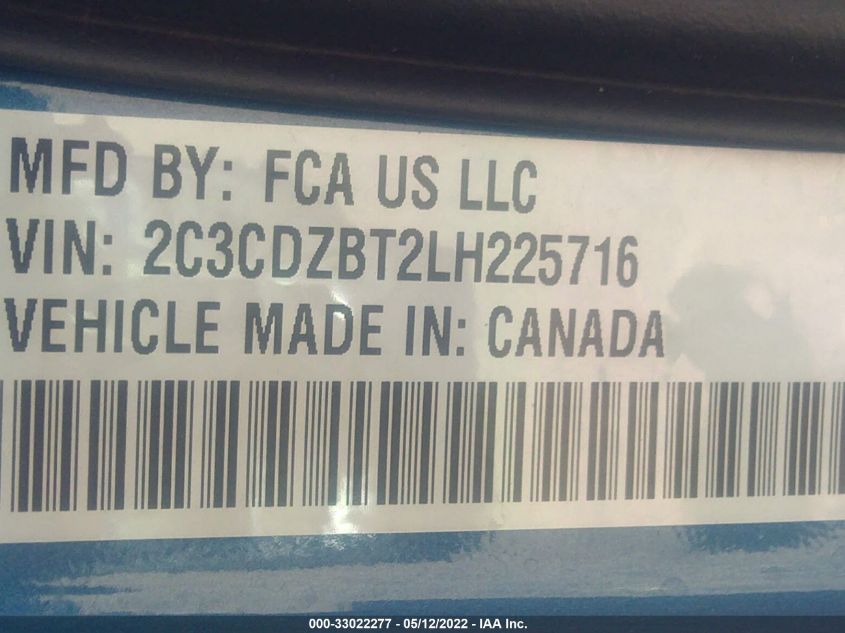 MFD BY: FCA US LLC
VIN: 2C3CDZBT2LH225716
VEHICLE MADE IN: CANADA
000-33022277 - 05/12/2022 - IAA Inc.